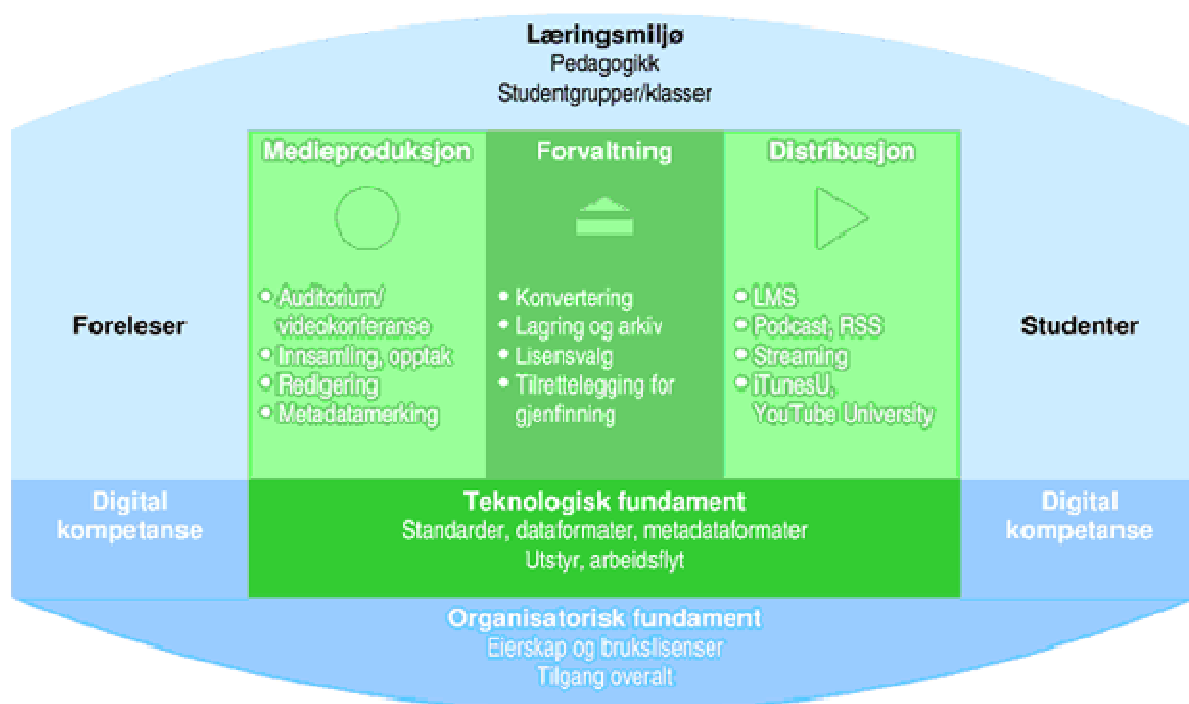 Læringsmiljø
Pedagogikk
Studentgrupper/klasser
Medieproduksjon
• Auditorium/
videokonferanse
• Innsamling, opptak
• Redigering
• Metadatamerking
Forvaltning
• Konvertering
• Lagring og arkiv
• Lisensvalg
• Tilrettelegging for
gjenfinning
Distribusjon
• LMS
• Podcast, RSS
• Streaming
• iTunesU,
YouTube University
Foreleser
Studenter
Digital
kompetanse
Teknologisk fundament
Standarder, dataformater, metadataformater
Utstyr, arbeidsflyt
Digital
kompetanse
Organisatorisk fundament
Eierskap og brukslisenser
Tilgang overalt